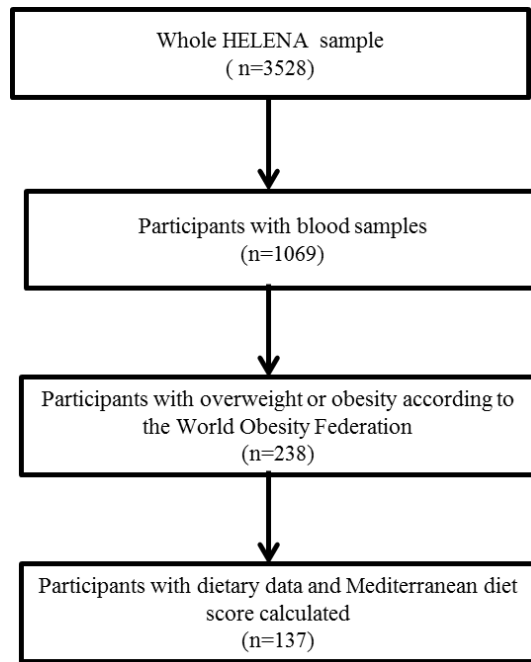 Whole HELENA sample
( n=3528)
Participants with blood samples
(n=1069)
Participants with overweight or obesity according to
the World Obesity Federation
(n=238)
Participants with dietary data and Mediterranean diet
score calculated
(n=137)